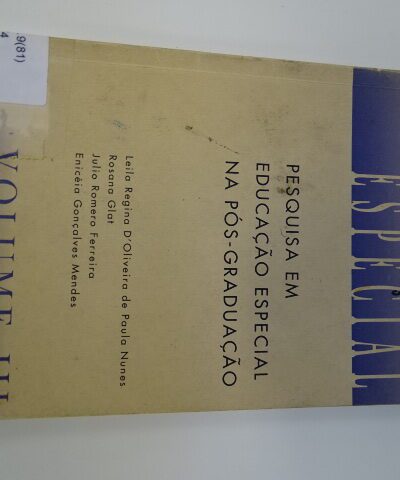 ESPECIAL
PESQUISA EM
EDUCAÇÃO ESPECIAL
NA PÓS-GRADUAÇÃO
Leila Regina D'Oliveira de Paula Nunes
Rosana Glat
Julio Romero Ferreira
Enicéia Gonçalves Mendes
VOLUME III
.9(81)
4